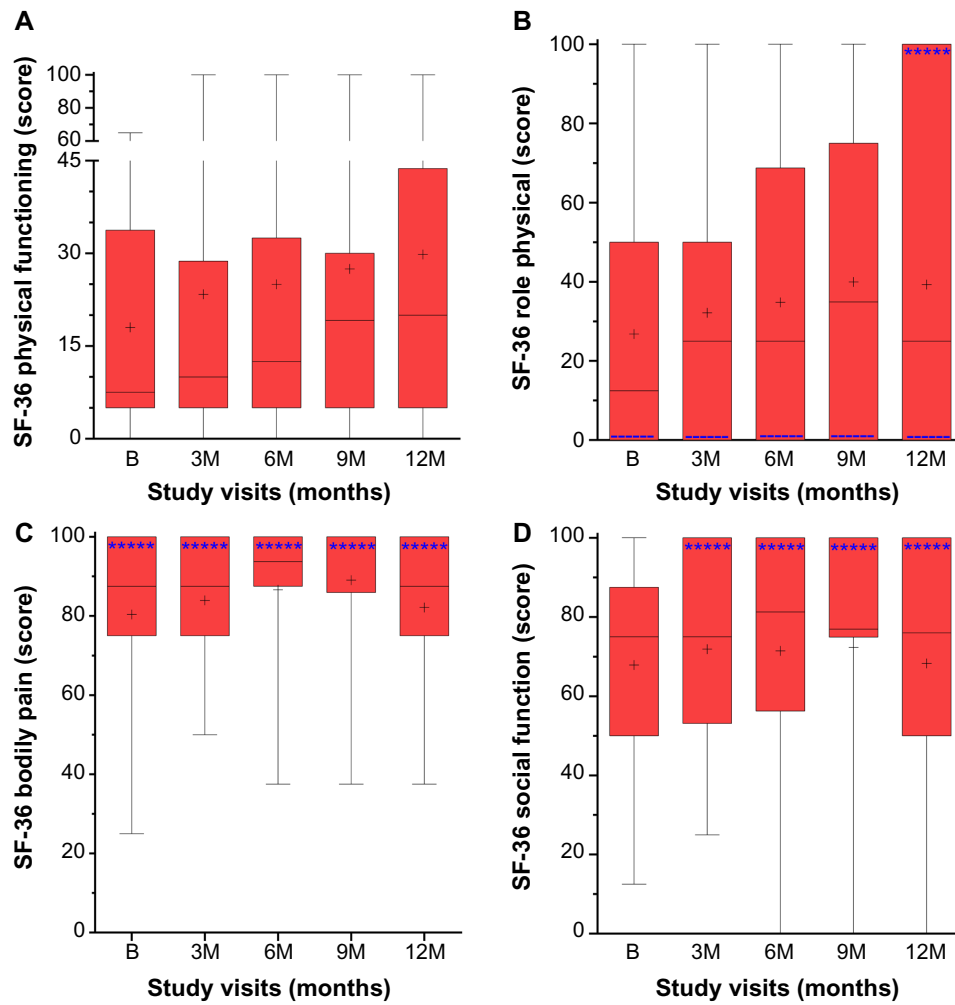 A
SF-36 physical functioning (score)
100
80
60
45
30
15
0
B 3M 6M 9M 12M
Study visits (months)
B
SF-36 role physical (score)
100
80
60
40
20
0
*****
B 3M 6M 9M 12M
Study visits (months)
C
SF-36 bodily pain (score)
100
80
60
40
20
0
***** ***** ***** ***** *****
B 3M 6M 9M 12M
Study visits (months)
D
SF-36 social function (score)
100
80
60
40
20
0
***** ***** ***** *****
B 3M 6M 9M 12M
Study visits (months)